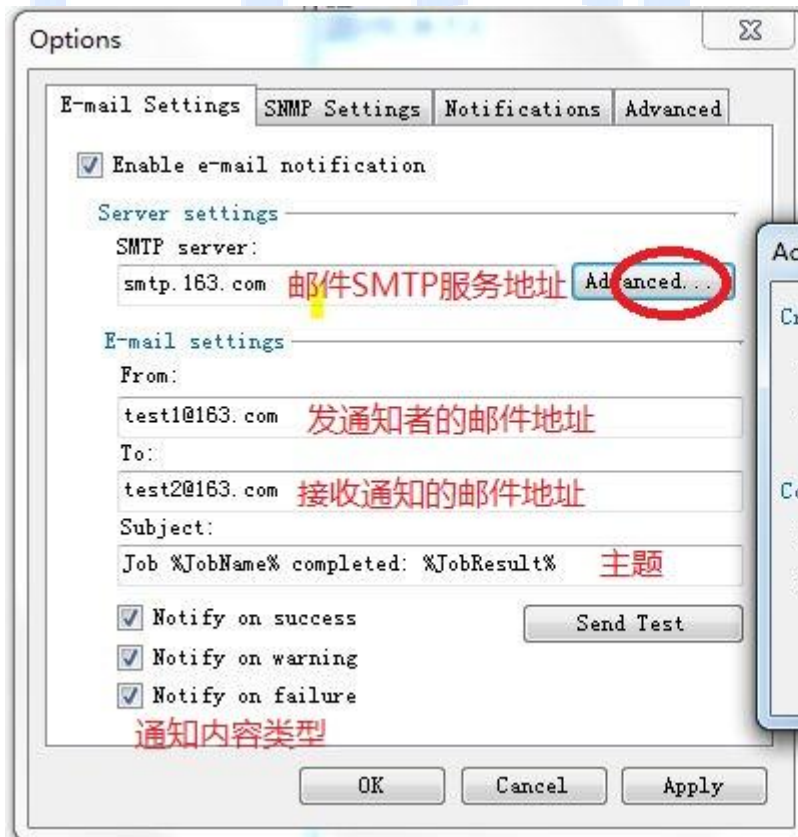 Options
E-mail Settings SNMP Settings Notifications Advanced
Enable e-mail notification
Server settings
SMTP server:
smtp.163.com 邮件SMTP服务地址 Advanced...
E-mail settings
From:
test1@163.com 发通知者的邮件地址
To:
test2@163.com 接收通知的邮件地址
Subject:
Job %JobName% completed: %JobResult% 主题
Notify on success Send Test
Notify on warning
Notify on failure
通知内容类型
OK Cancel Apply